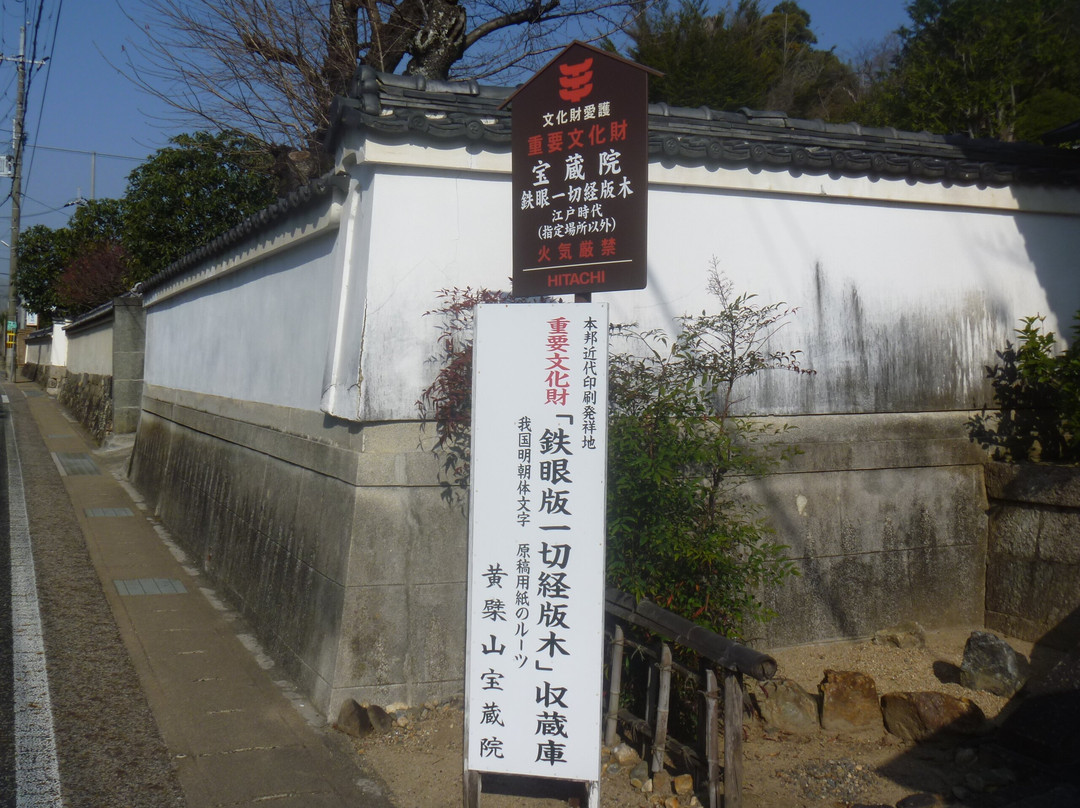 文化財愛護
重要文化財
宝蔵院
鉄眼一切経版木
江戸時代
(指定場所以外)
火気厳禁
HITACHI
本邦近代印刷発祥地
重要文化財「鉄眼版一切経版木」収蔵庫
我国明朝体文字 原稿用紙のルーツ
黄檗山宝蔵院